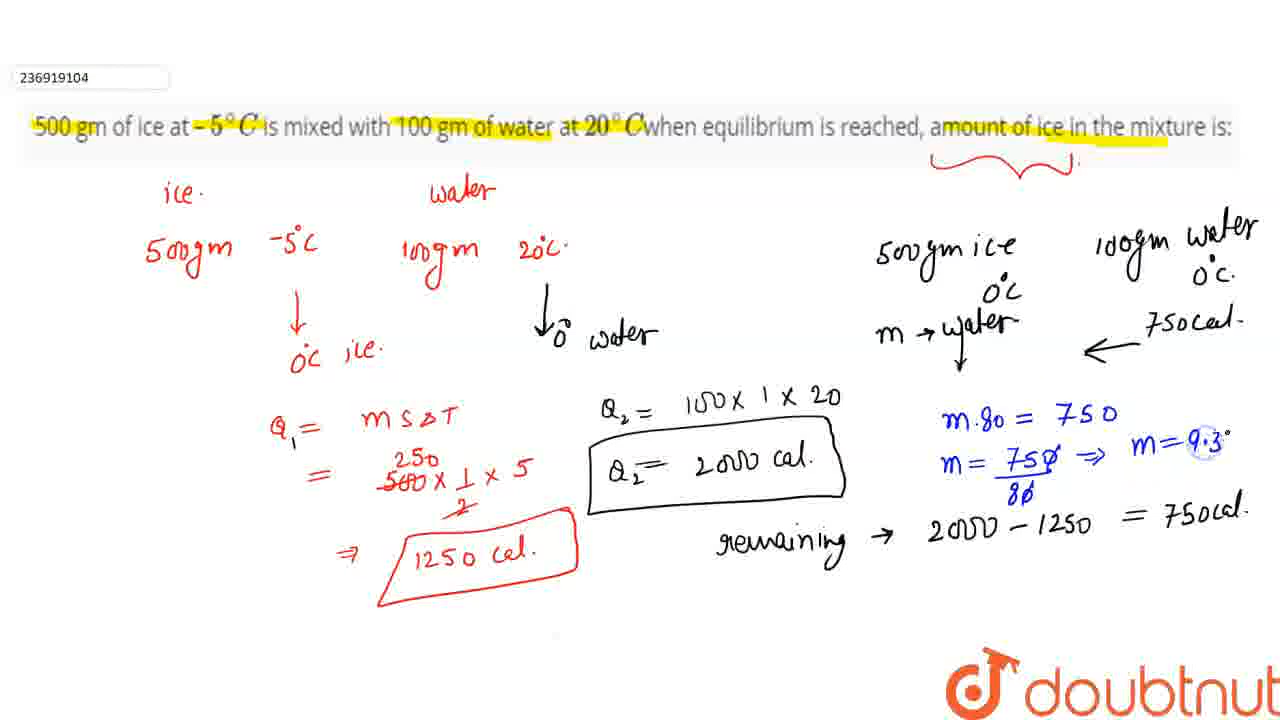 236919104
500 gm of ice at – 5°C is mixed with 100 gm of water at 20°C when equilibrium is reached, amount of ice in the mixture is:
ice.
500gm -5°C
↓
0°C ice.
Q₁ = m s Δ T
250
= 500 × 1/2 × 5
⇒ 1250 cal.
water
100gm 20°C.
↓
0° water
Q₂ = 100 × 1 × 20
Q₂ = 2000 cal.
500gm ice 100gm water
0°C 0°C.
m → water 750cal.
↓ ←
m.80 = 750
m = 750/80 ⇒ m = 9.3
remaining → 2000 – 1250 = 750cal.
doubtnut